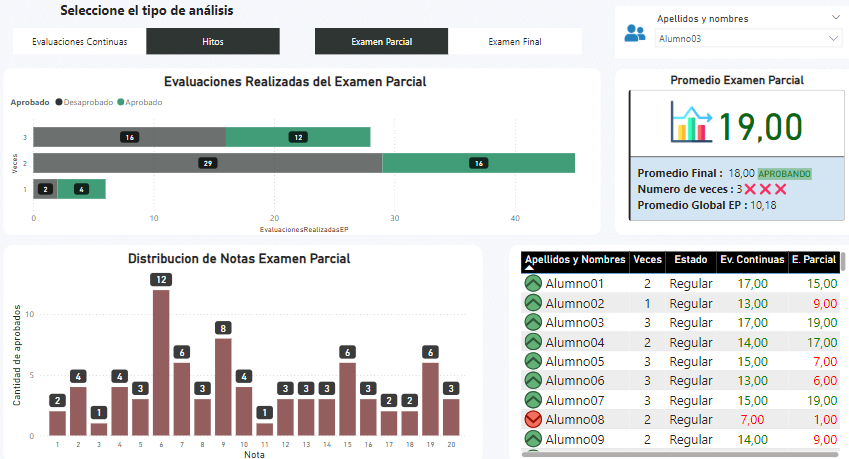 Seleccione el tipo de análisis
Evaluaciones Continuas Hitos Examen Parcial Examen Final
Apellidos y nombres
Alumno03
Evaluaciones Realizadas del Examen Parcial
Aprobado Desaprobado Aprobado
Veces
3 16 12
2 29 16
1 2 4
0 10 20 30 40
EvaluacionesRealizadasEP
Promedio Examen Parcial
19,00
Promedio Final : 18,00 APROBANDO
Numero de veces : 3
Promedio Global EP : 10,18
Distribucion de Notas Examen Parcial
Cantidad de aprobados
10
5
0
2 4 1 4 3 12 6 3 8 4 1 3 3 3 6 3 2 2 6 3
1 2 3 4 5 6 7 8 9 10 11 12 13 14 15 16 17 18 19 20
Nota
Apellidos y Nombres Veces Estado Ev. Continuas E. Parcial
Alumno01 2 Regular 17,00 15,00
Alumno02 1 Regular 13,00 9,00
Alumno03 3 Regular 17,00 19,00
Alumno04 2 Regular 14,00 17,00
Alumno05 3 Regular 15,00 7,00
Alumno06 3 Regular 13,00 6,00
Alumno07 3 Regular 15,00 19,00
Alumno08 2 Regular 7,00 1,00
Alumno09 2 Regular 14,00 9,00